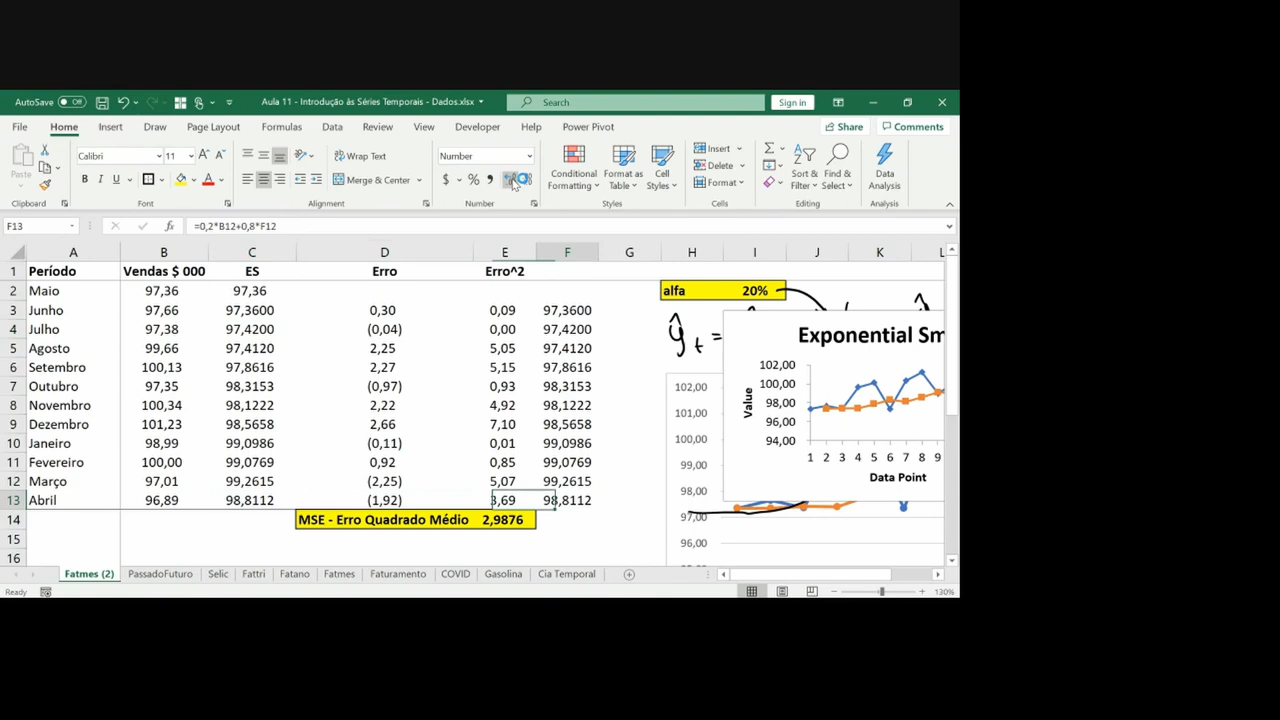 AutoSave Off Aula 11 - Introdução às Séries Temporais - Dados.xlsx Search Sign in
File Home Insert Draw Page Layout Formulas Data Review View Developer Help Power Pivot Share Comments
Paste Calibri 11 Wrap Text Number Conditional Formatting Format as Table Cell Styles Insert Sort & Filter Find & Select Data Analysis
B I U A Merge & Center $ % Delete
Format
Clipboard Font Alignment Number Styles Cells Editing Analysis
F13 fx =0,2*B12+0,8*F12
A B C D E F G H I J K L
1 Período Vendas $ 000 ES Erro Erro^2
2 Maio 97,36 97,36 alfa 20%
3 Junho 97,66 97,3600 0,30 0,09 97,3600
4 Julho 97,38 97,4200 (0,04) 0,00 97,4200 ŷt =
5 Agosto 99,66 97,4120 2,25 5,05 97,4120
6 Setembro 100,13 97,8616 2,27 5,15 97,8616
7 Outubro 97,35 98,3153 (0,97) 0,93 98,3153
8 Novembro 100,34 98,1222 2,22 4,92 98,1222
9 Dezembro 101,23 98,5658 2,66 7,10 98,5658
10 Janeiro 98,99 99,0986 (0,11) 0,01 99,0986
11 Fevereiro 100,00 99,0769 0,92 0,85 99,0769
12 Março 97,01 99,2615 (2,25) 5,07 99,2615
13 Abril 96,89 98,8112 (1,92) 3,69 98,8112
14 MSE - Erro Quadrado Médio 2,9876
15
16
Exponential Sm
Value
102,00
100,00
98,00
96,00
94,00
1 2 3 4 5 6 7 8 9
Data Point
102,00
101,00
100,00
99,00
98,00
97,00
96,00
Fatmes (2) PassadoFuturo Selic Fattri Fatano Fatmes Faturamento COVID Gasolina Cia Temporal
Ready 130%